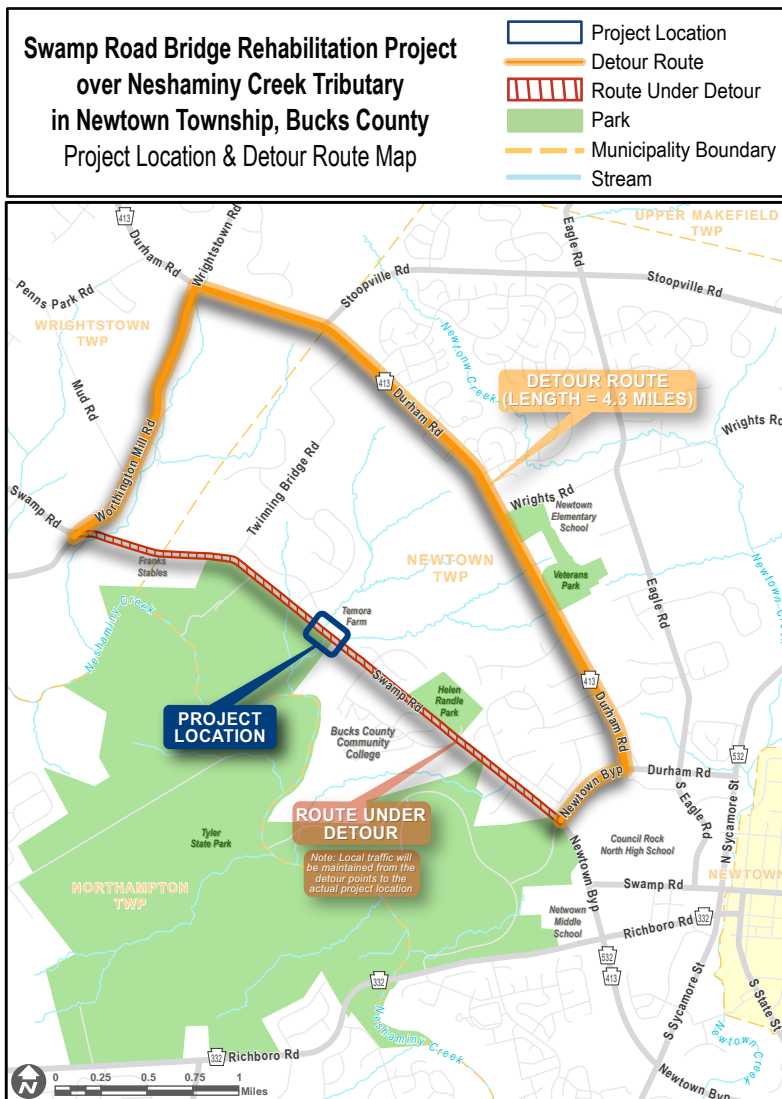 Swamp Road Bridge Rehabilitation Project
over Neshaminy Creek Tributary
in Newtown Township, Bucks County
Project Location & Detour Route Map
Project Location
Detour Route
Route Under Detour
Park
Municipality Boundary
Stream
413
Durham Rd
Wrightstown Rd
Eagle Rd
UPPER MAKEFIELD
TWP
Penns Park Rd
Stoopville Rd
Stoopville Rd
WRIGHTSTOWN
TWP
Newtonw Creek
Mud Rd
413
Durham Rd
DETOUR ROUTE
(LENGTH = 4.3 MILES)
Worthington Mill Rd
Wrights Rd
Twinning Bridge Rd
Swamp Rd
Wrights Rd
Newtown
Elementary
School
Franks
Stables
NEWTOWN
TWP
Veterans
Park
Newtown Creek
Eagle Rd
Neshaminy Creek
Temora
Farm
Swamp Rd
Helen
Randle
Park
413
Durham Rd
PROJECT
LOCATION
Bucks County
Community
College
532
Newtown Byp
Durham Rd
S Eagle Rd
N Sycamore St
ROUTE UNDER
DETOUR
Note: Local traffic will
be maintained from the
detour points to the
actual project location
Tyler
State Park
Newtown Byp
Council Rock
North High School
NORTHAMPTON
TWP
Swamp Rd
NEWTOWN
Netwown
Middle
School
Richboro Rd
332
532
413
332
S Sycamore St
S State St
Neshaminy Creek
Newtown Creek
332
Richboro Rd
Newtown Byp
N
0 0.25 0.5 1
Miles